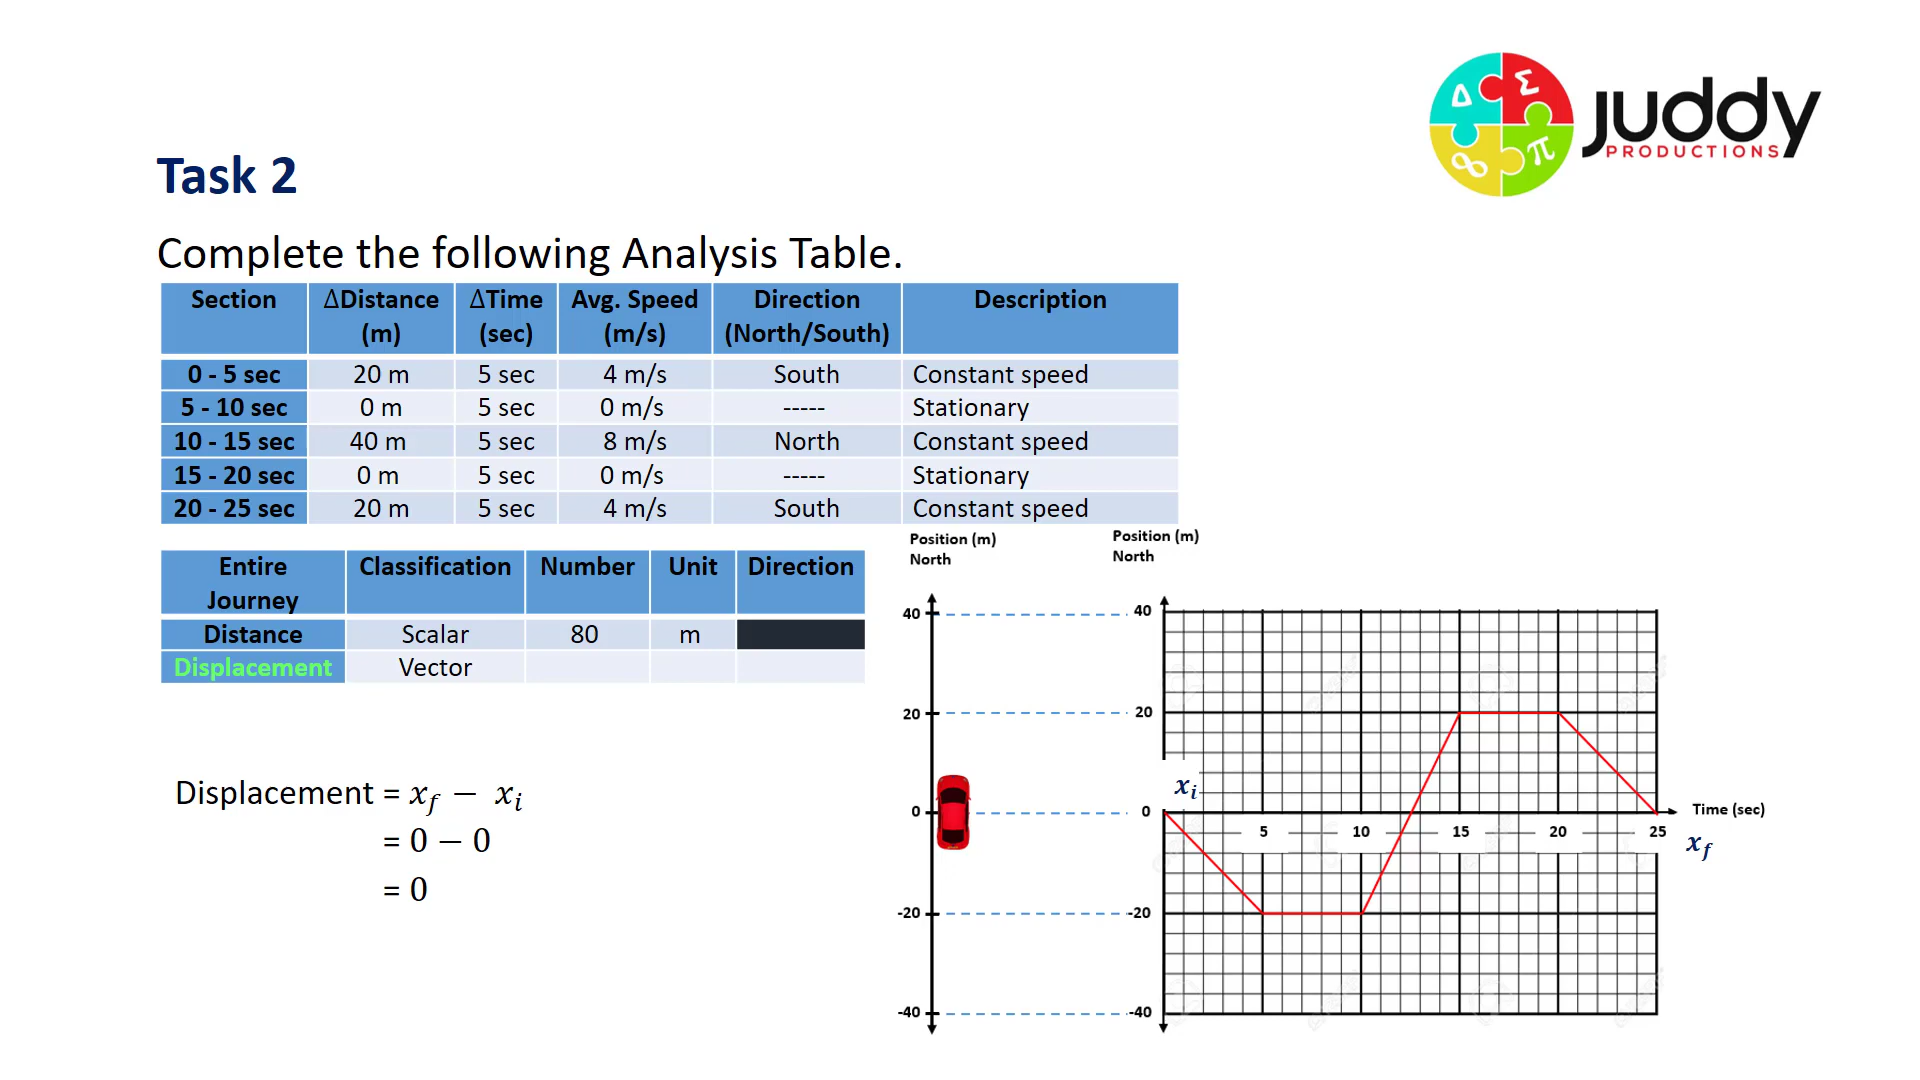 Δ Σ
∞ π
juddy
PRODUCTIONS
Task 2
Complete the following Analysis Table.
Section ΔDistance (m) ΔTime (sec) Avg. Speed (m/s) Direction (North/South) Description
0 - 5 sec 20 m 5 sec 4 m/s South Constant speed
5 - 10 sec 0 m 5 sec 0 m/s ----- Stationary
10 - 15 sec 40 m 5 sec 8 m/s North Constant speed
15 - 20 sec 0 m 5 sec 0 m/s ----- Stationary
20 - 25 sec 20 m 5 sec 4 m/s South Constant speed
Entire Journey Classification Number Unit Direction
Distance Scalar 80 m
Displacement Vector
Displacement = x_f − x_i
= 0 − 0
= 0
Position (m)
North
40
20
0
-20
-40
Position (m)
North
40
20
x_i
0
5 10 15 20 25
Time (sec)
x_f
-20
-40